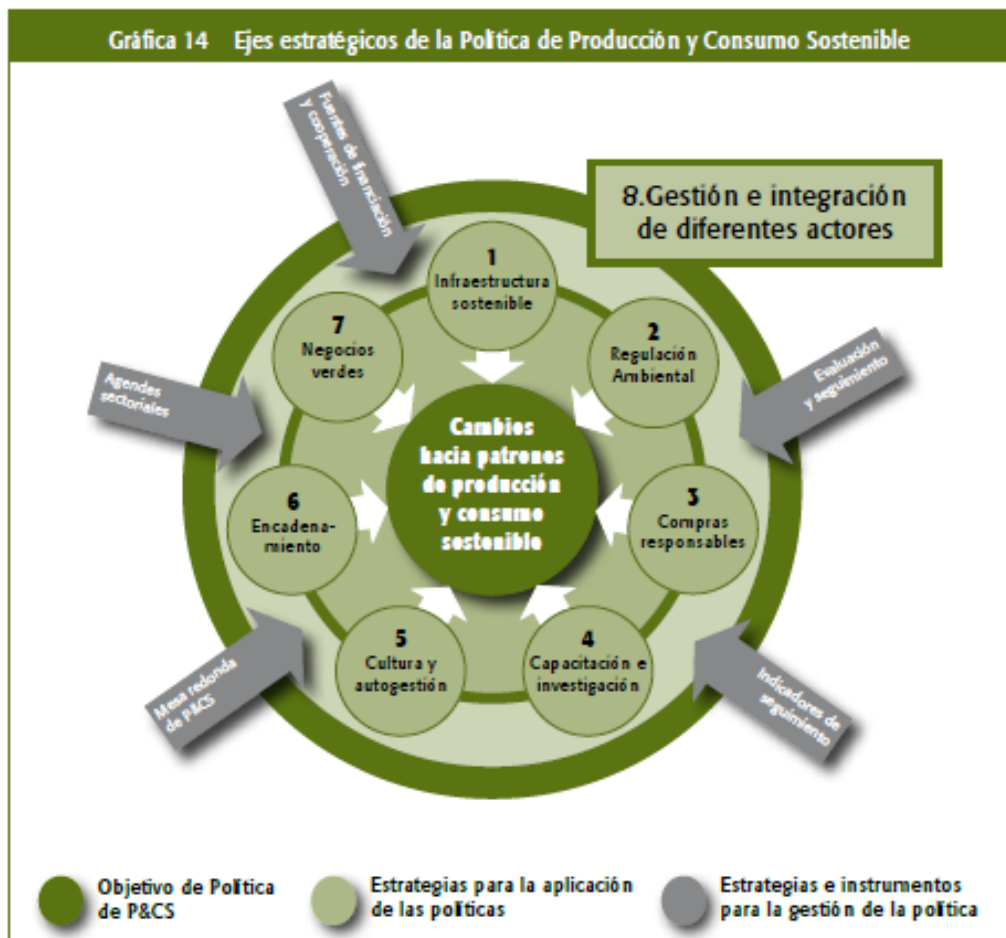 Gráfica 14 Ejes estratégicos de la Política de Producción y Consumo Sostenible
Fuentes de financiación
y cooperación
8.Gestión e integración
de diferentes actores
1
Infraestructura
sostenible
2
Regulación
Ambiental
Evaluación
y seguimiento
3
Compras
responsables
Indicadores de
seguimiento
4
Capacitación e
investigación
5
Cultura y
autogestión
Mesa redonda
de P&CS
6
Encadena-
miento
Agendas
sectoriales
7
Negocios
verdes
Cambios
hacia patrones
de producción
y consumo
sostenible
Objetivo de Política
de P&CS
Estrategias para la aplicación
de las políticas
Estrategias e instrumentos
para la gestión de la política